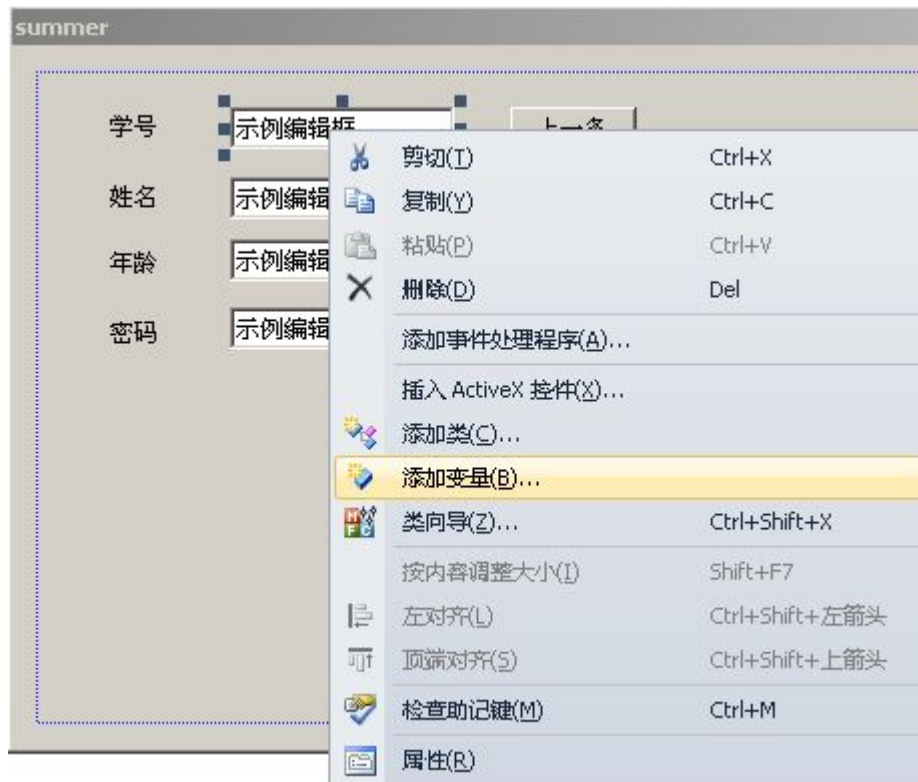 summer
学号 示例编辑框 上一条
剪切(T) Ctrl+X
姓名 示例编辑 复制(Y) Ctrl+C
粘贴(P) Ctrl+V
年龄 示例编辑
删除(D) Del
密码 示例编辑 添加事件处理程序(A)...
插入 ActiveX 控件(X)...
添加类(C)...
添加变量(B)...
类向导(Z)... Ctrl+Shift+X
按内容调整大小(I) Shift+F7
左对齐(L) Ctrl+Shift+左箭头
顶端对齐(S) Ctrl+Shift+上箭头
检查助记键(M) Ctrl+M
属性(R)